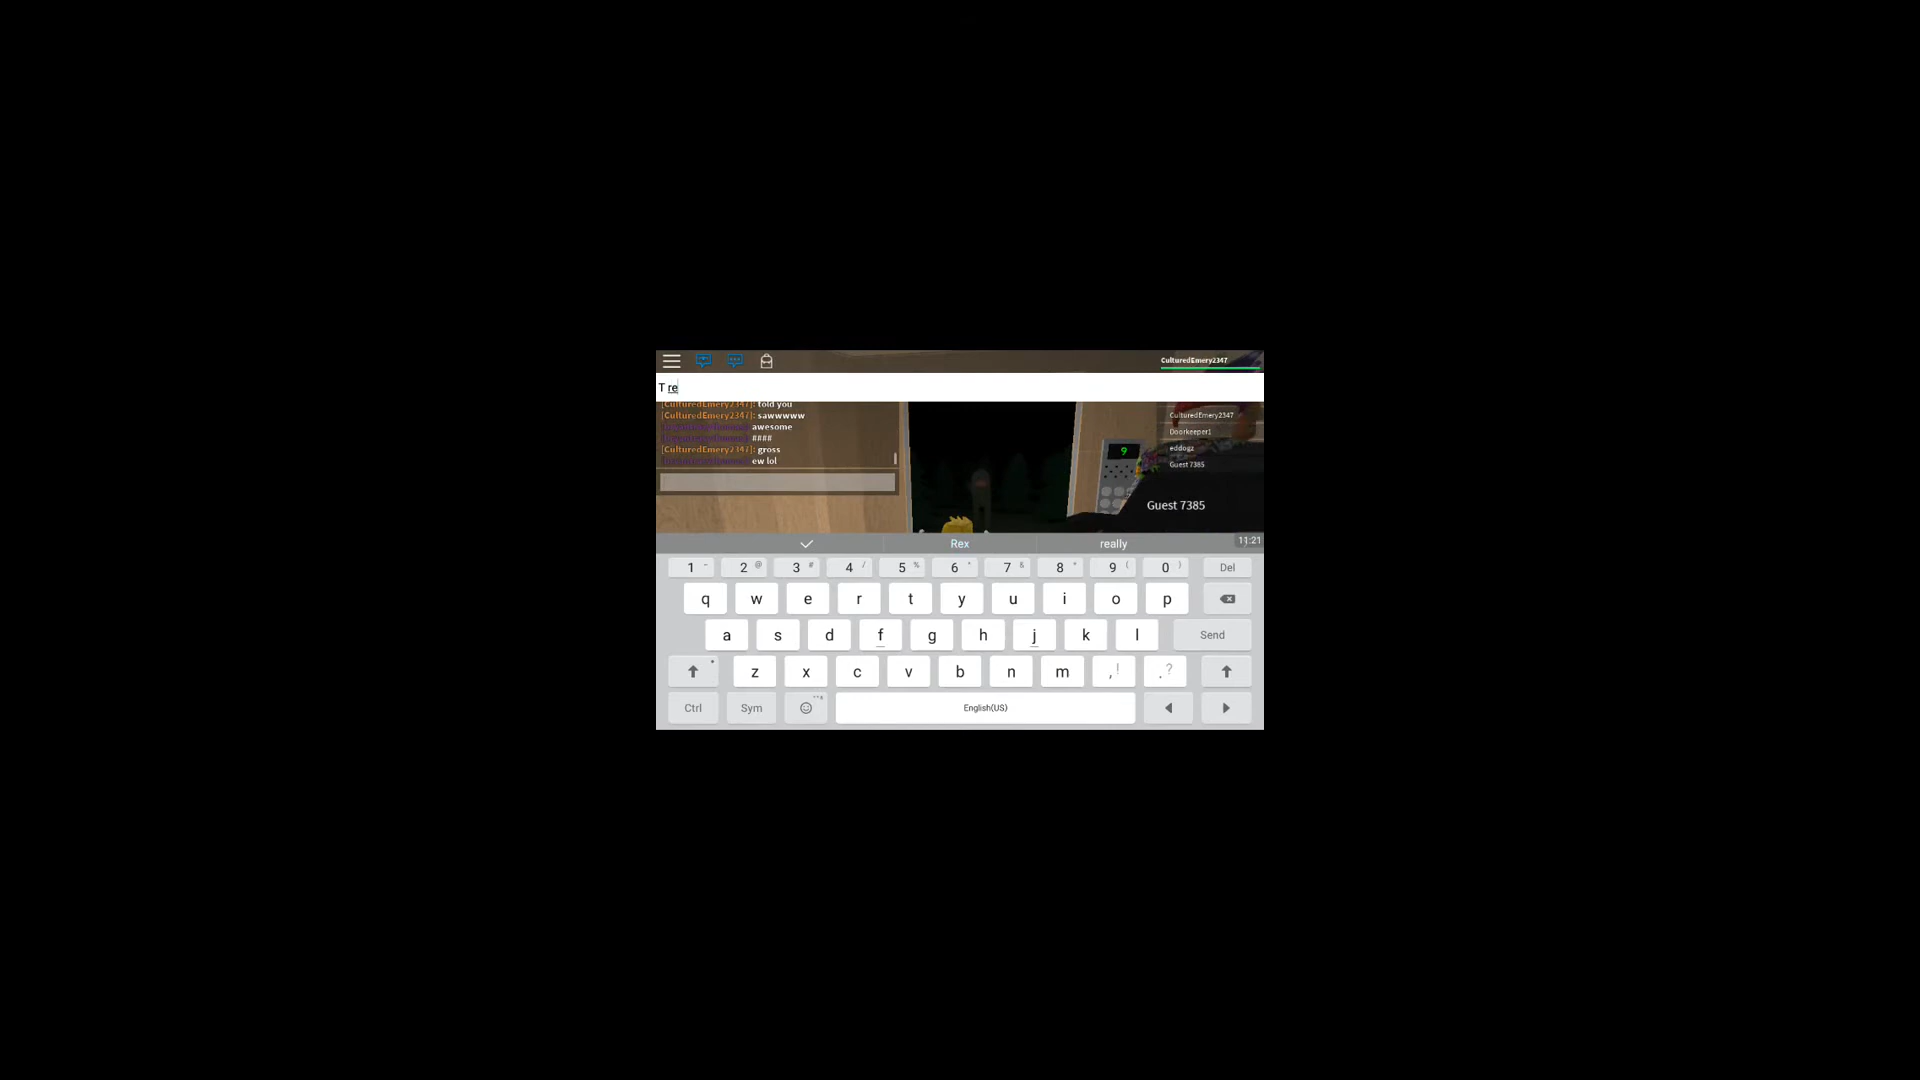 CulturedEmery2347
T re
[CulturedEmery2347]: told you
[CulturedEmery2347]: sawwwww
awesome
####
[CulturedEmery2347]: gross
ew lol
CulturedEmery2347
Doorkeeper1
eddogz
Guest 7385
9
Guest 7385
Rex really 11:21
1 - 2 @ 3 # 4 / 5 % 6 ^ 7 & 8 * 9 ( 0 ) Del
q w e r t y u i o p
a s d f g h j k l Send
z x c v b n m , ! . ?
Ctrl Sym English(US)